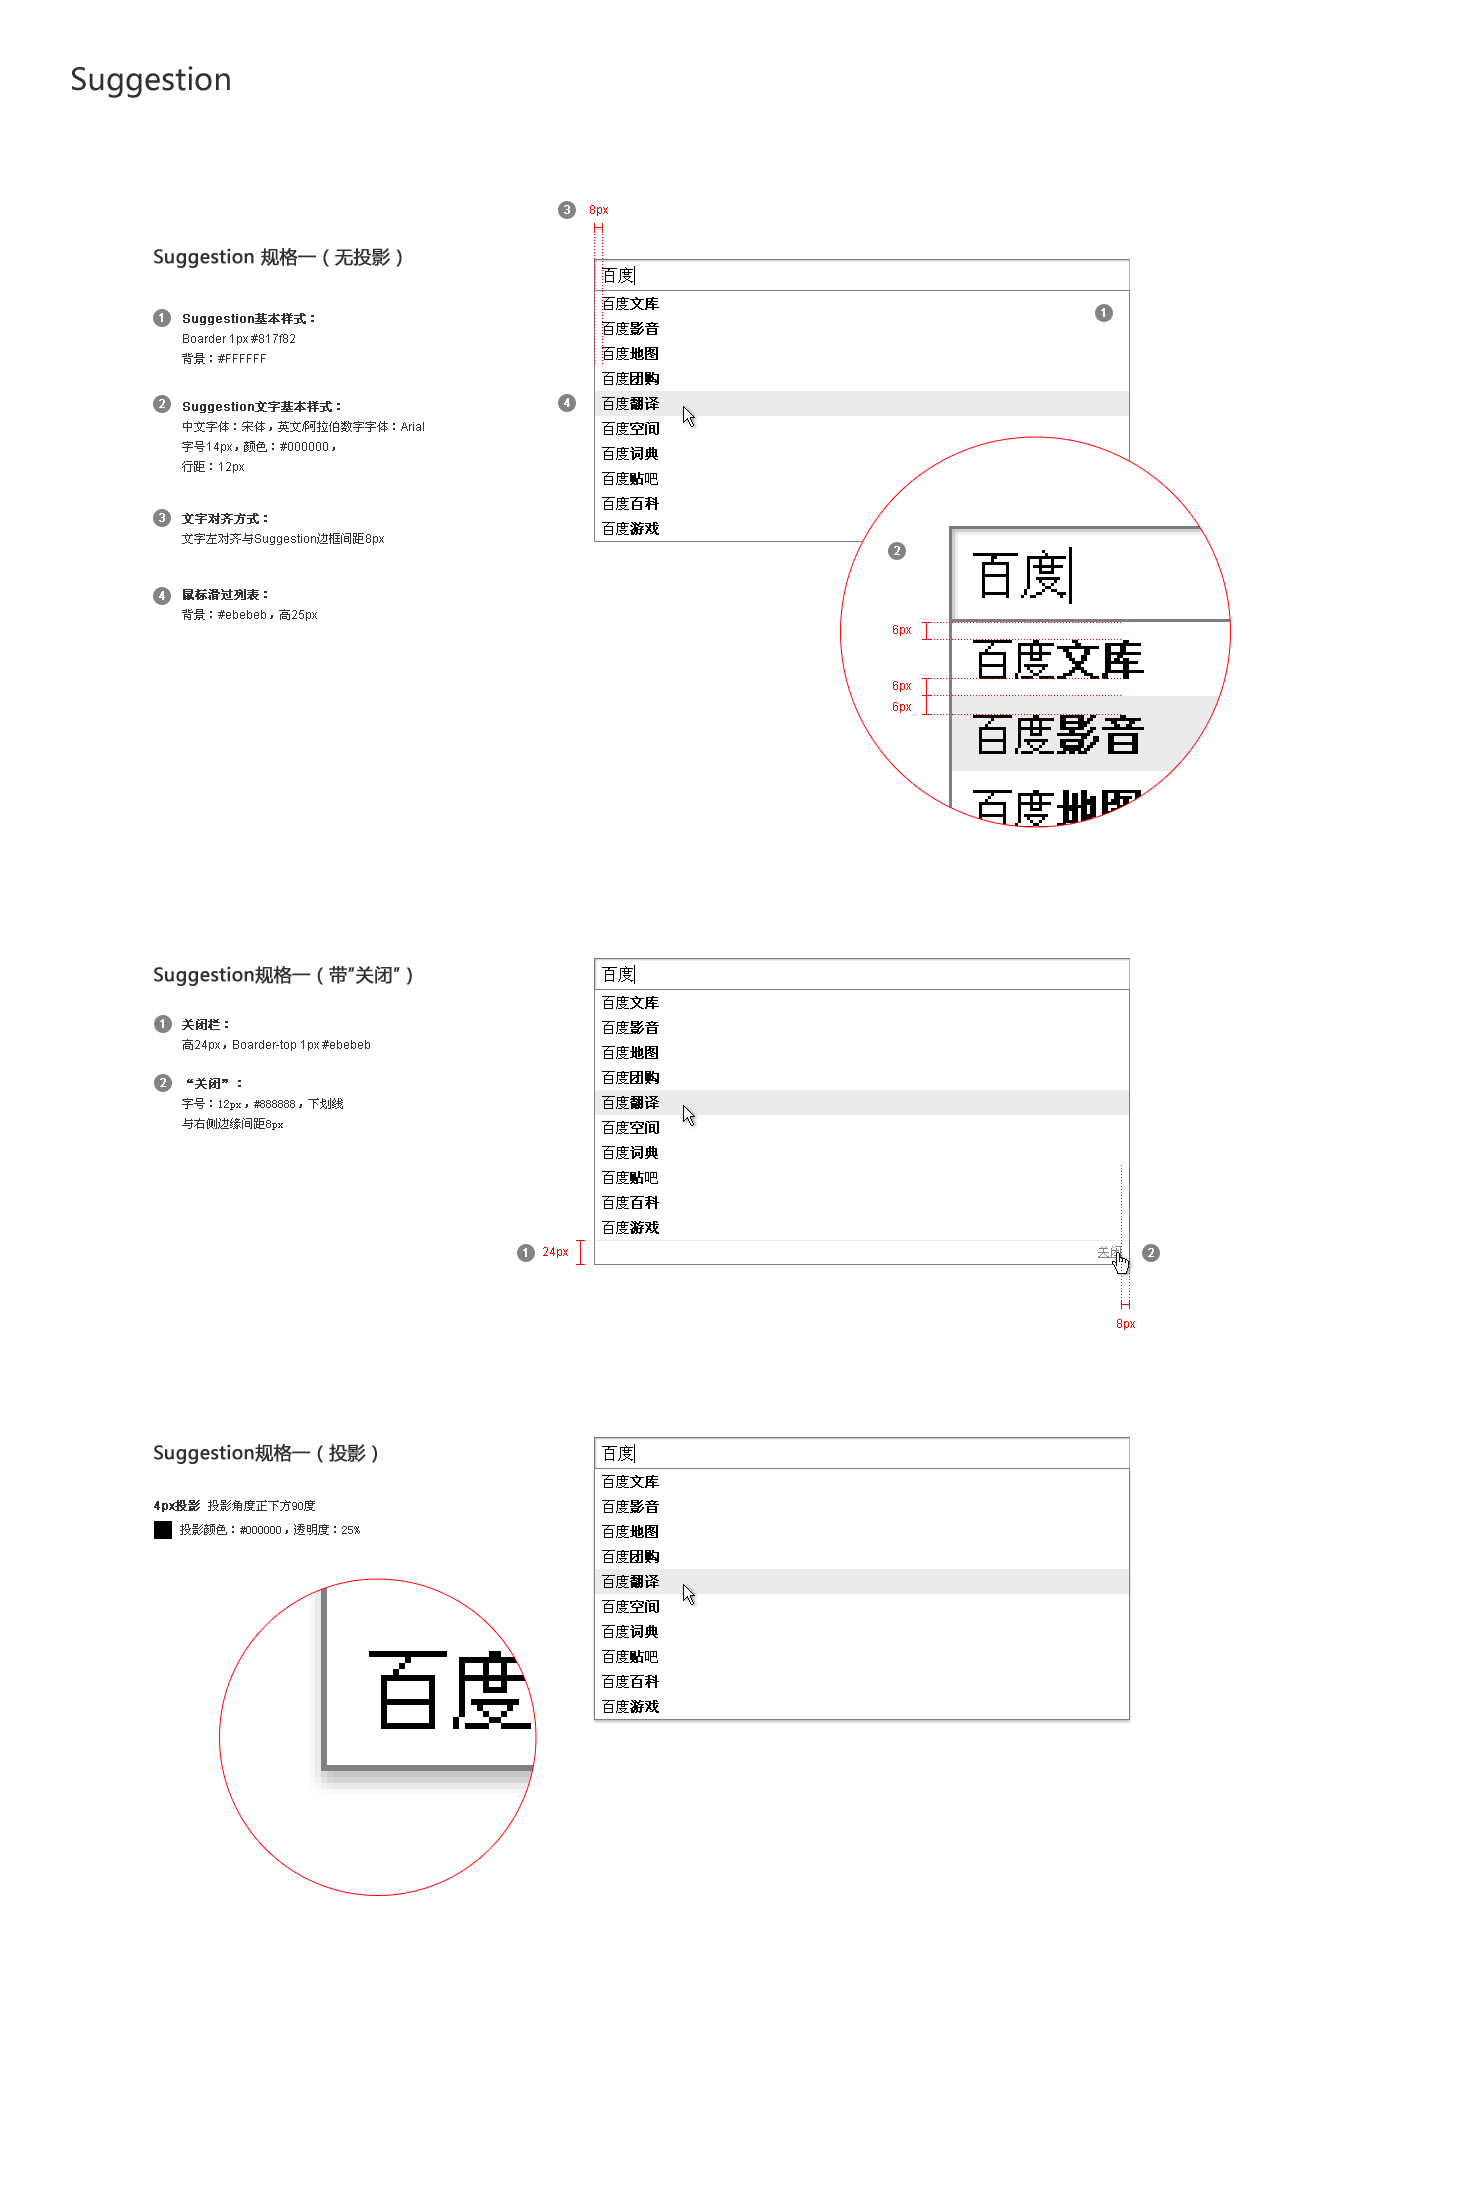 Suggestion
Suggestion 规格一（无投影）
1 Suggestion基本样式：
Boarder 1px #817f82
背景：#FFFFFF
2 Suggestion文字基本样式：
中文字体：宋体，英文/阿拉伯数字字体：Arial
字号14px，颜色：#000000，
行距：12px
3 文字对齐方式：
文字左对齐与Suggestion边框间距8px
4 鼠标滑过列表：
背景：#ebebeb，高25px
3 8px
百度
百度文库
1
百度影音
百度地图
百度团购
4 百度翻译
百度空间
百度词典
百度贴吧
百度百科
百度游戏
2
百度
6px
百度文库
6px
6px
百度影音
百度地图
Suggestion规格一（带"关闭"）
1 关闭栏：
高24px，Boarder-top 1px #ebebeb
2 “关闭”：
字号：12px，#888888，下划线
与右侧边缘间距8px
百度
百度文库
百度影音
百度地图
百度团购
百度翻译
百度空间
百度词典
百度贴吧
百度百科
百度游戏
1 24px
关闭 2
8px
Suggestion规格一（投影）
4px投影 投影角度正下方90度
投影颜色：#000000，透明度：25%
百度
百度
百度文库
百度影音
百度地图
百度团购
百度翻译
百度空间
百度词典
百度贴吧
百度百科
百度游戏